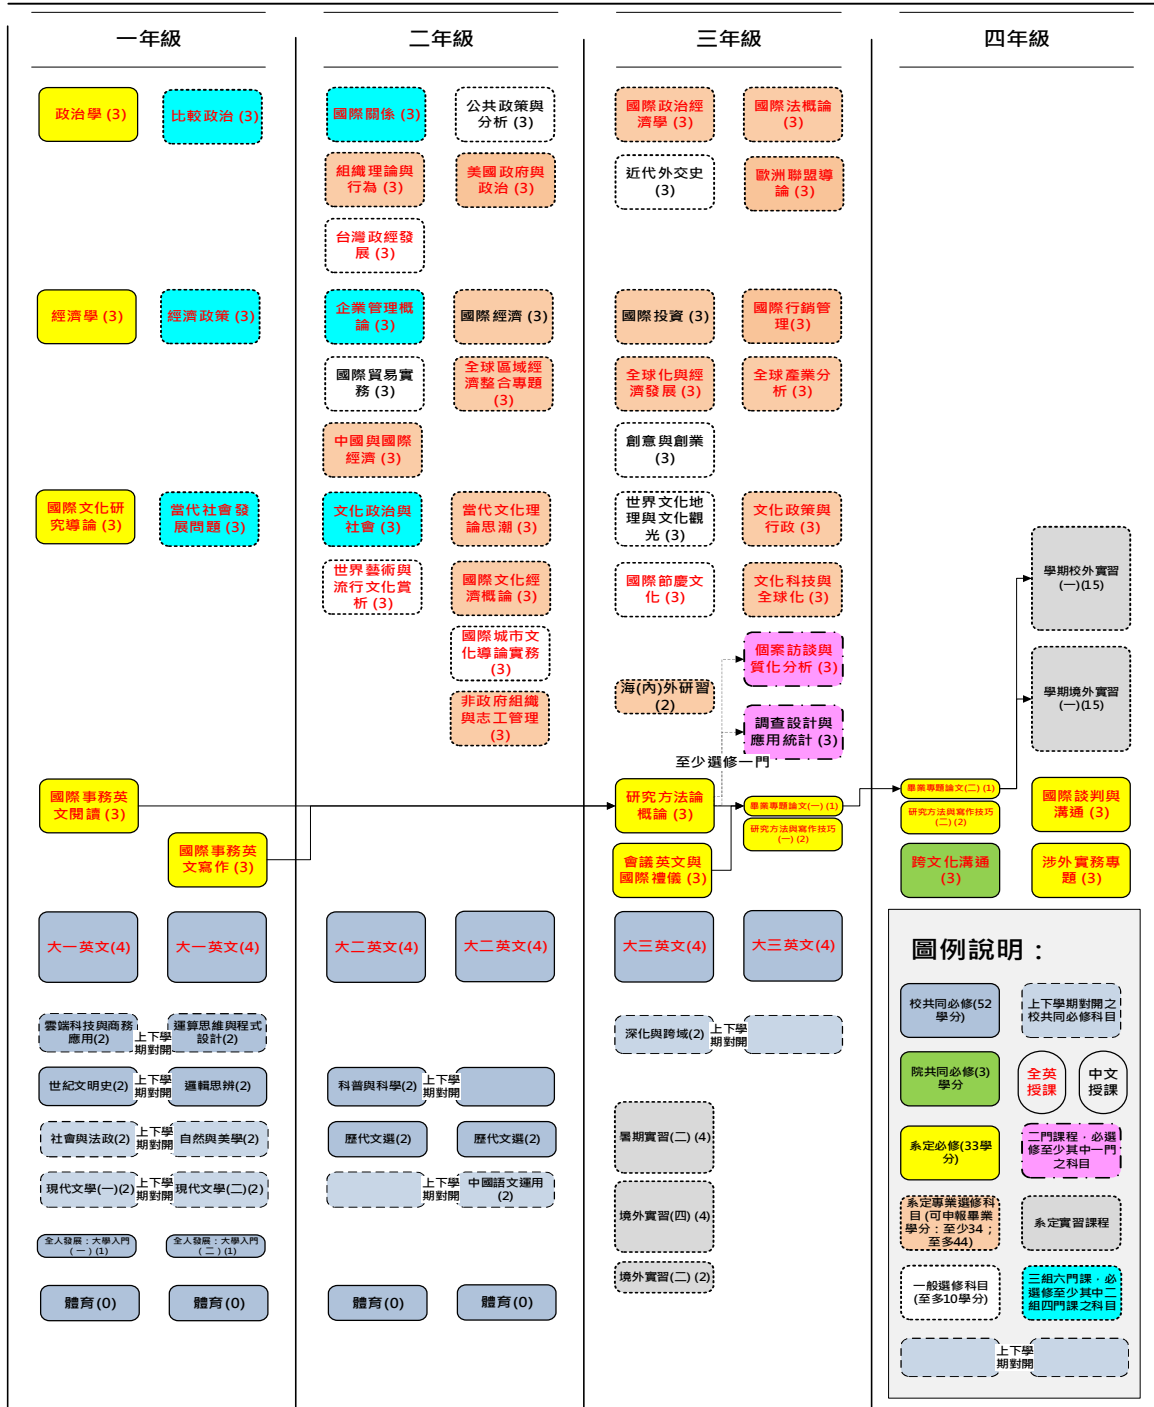 一年級
二年級
三年級
四年級
政治學 (3)
比較政治 (3)
國際關係 (3)
公共政策與
分析 (3)
國際政治經
濟學 (3)
國際法概論
(3)
組織理論與
行為 (3)
美國政府與
政治 (3)
近代外交史
(3)
歐洲聯盟導
論 (3)
台灣政經發
展 (3)
經濟學 (3)
經濟政策 (3)
企業管理概
論 (3)
國際經濟 (3)
國際投資 (3)
國際行銷管
理(3)
國際貿易實
務 (3)
全球區域經
濟整合專題
(3)
全球化與經
濟發展 (3)
全球產業分
析 (3)
中國與國際
經濟 (3)
創意與創業
(3)
國際文化研
究導論 (3)
當代社會發
展問題 (3)
文化政治與
社會 (3)
當代文化理
論思潮 (3)
世界文化地
理與文化觀
光 (3)
文化政策與
行政 (3)
世界藝術與
流行文化賞
析 (3)
國際文化經
濟概論 (3)
國際節慶文
化 (3)
文化科技與
全球化 (3)
學期校外實習
(一)(15)
國際城市文
化導論實務
(3)
個案訪談與
質化分析 (3)
海(內)外研習
(2)
學期境外實習
(一)(15)
非政府組織
與志工管理
(3)
調查設計與
應用統計 (3)
至少選修一門
國際事務英
文閱讀 (3)
研究方法論
概論 (3)
畢業專題論文(一) (1)
研究方法與寫作技巧
(一) (2)
畢業專題論文(二) (1)
研究方法與寫作技巧
(二) (2)
國際談判與
溝通 (3)
國際事務英
文寫作 (3)
會議英文與
國際禮儀 (3)
跨文化溝通
(3)
涉外實務專
題 (3)
大一英文(4)
大一英文(4)
大二英文(4)
大二英文(4)
大三英文(4)
大三英文(4)
雲端科技與商務
應用(2)
上下學
期對開
運算思維與程式
設計(2)
深化與跨域(2)
上下學
期對開
世紀文明史(2)
上下學
期對開
邏輯思辨(2)
科普與科學(2)
上下學
期對開
社會與法政(2)
上下學
期對開
自然與美學(2)
歷代文選(2)
歷代文選(2)
暑期實習(二) (4)
現代文學(一)(2)
上下學
期對開
現代文學(二)(2)
上下學
期對開
中國語文運用
(2)
境外實習(四) (4)
全人發展：大學入門
(一) (1)
全人發展：大學入門
(二) (1)
境外實習(二) (2)
體育(0)
體育(0)
體育(0)
體育(0)
圖例說明：
校共同必修(52
學分)
上下學期對開之
校共同必修科目
院共同必修(3)
學分
全英
授課
中文
授課
系定必修(33學
分)
二門課程，必選
修至少其中一門
之科目
系定專業選修科
目 (可申報畢業
學分：至少34；
至多44)
系定實習課程
一般選修科目
(至多10學分)
三組六門課，必
選修至少其中二
組四門課之科目
上下學
期對開